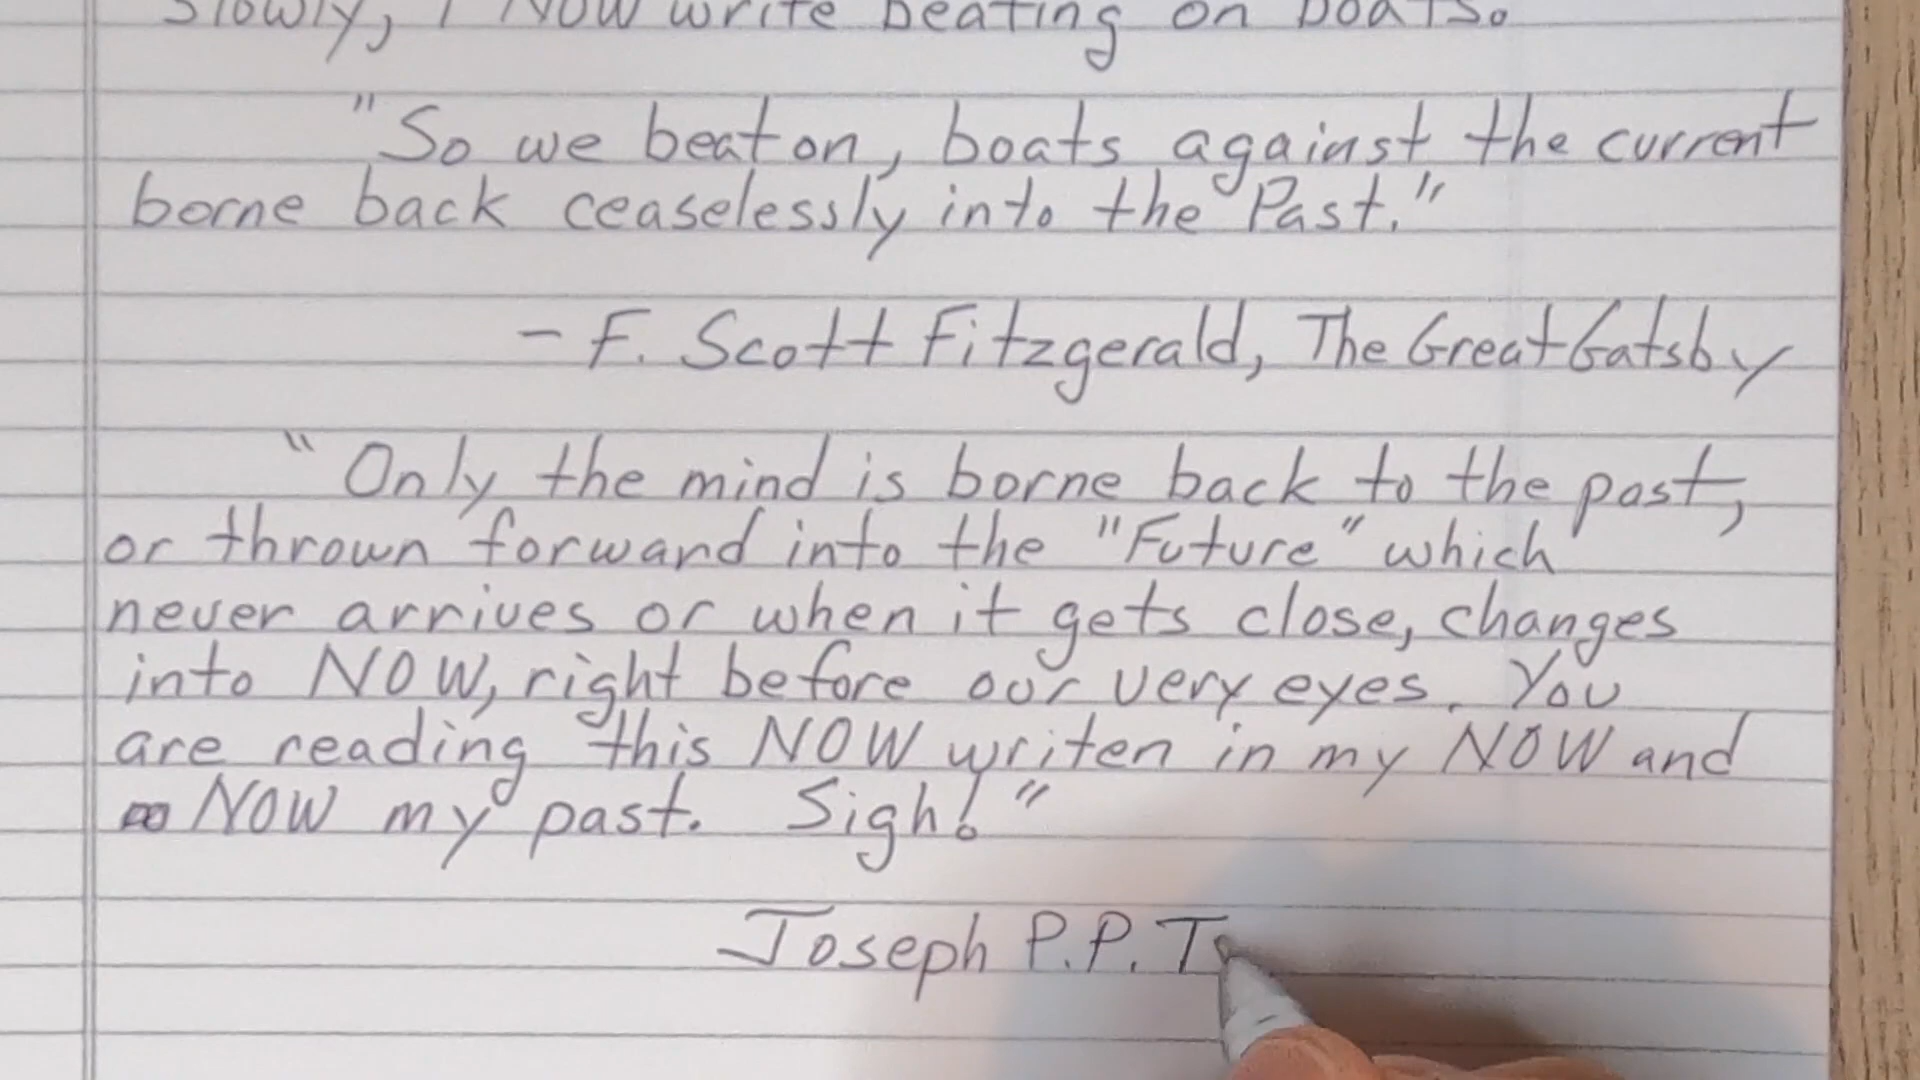 slowly, I NOW write beating on boats.
"So we beat on, boats against the current
borne back ceaselessly into the Past."
- F. Scott Fitzgerald, The Great Gatsby
"Only the mind is borne back to the past,
or thrown forward into the "Future" which
never arrives or when it gets close, changes
into NOW, right before our very eyes. You
are reading this NOW writen in my NOW and
NOW my past. Sigh!"
Joseph P.P. T